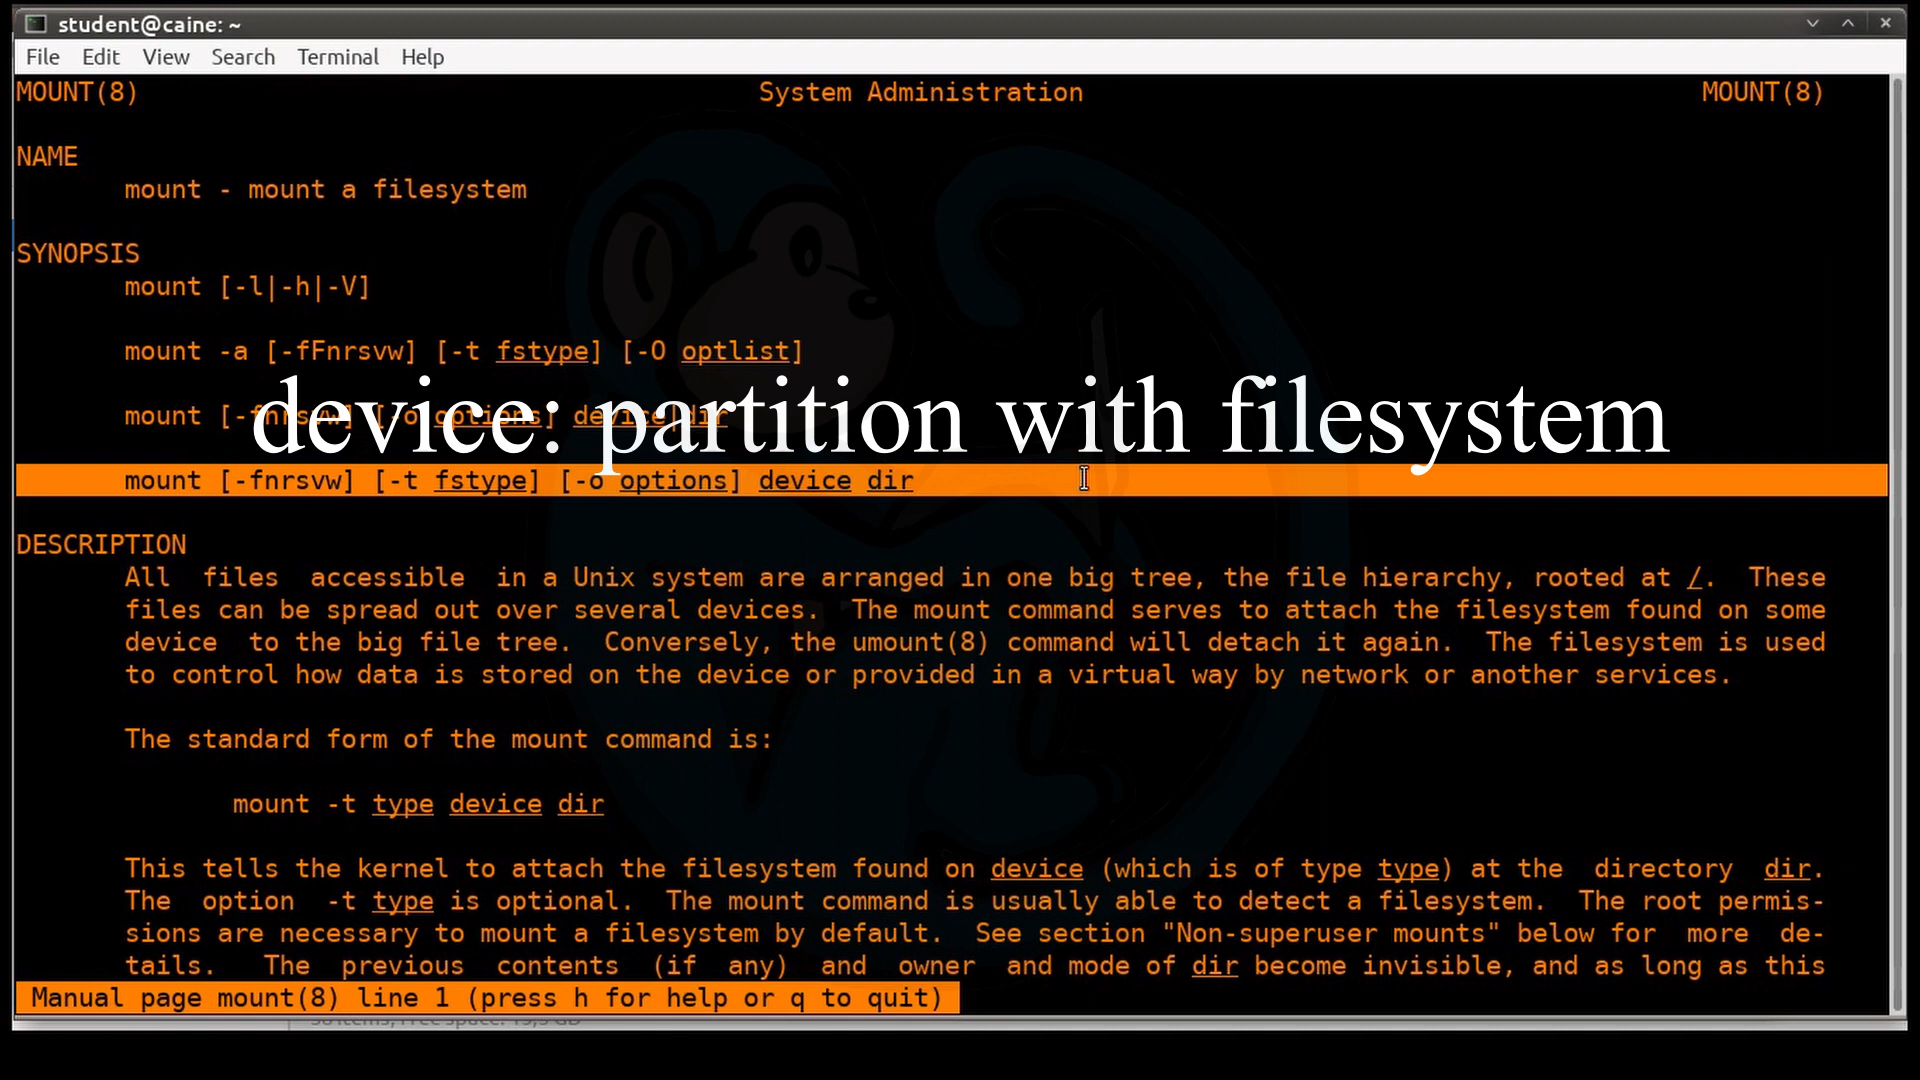 student@caine: ~
File Edit View Search Terminal Help
MOUNT(8) System Administration MOUNT(8)
NAME
mount - mount a filesystem
SYNOPSIS
mount [-l|-h|-V]
mount -a [-fFnrsvw] [-t fstype] [-O optlist]
mount [-fnrsvw] [-o options] device|dir
device: partition with filesystem
mount [-fnrsvw] [-t fstype] [-o options] device dir
DESCRIPTION
All files accessible in a Unix system are arranged in one big tree, the file hierarchy, rooted at /. These
files can be spread out over several devices. The mount command serves to attach the filesystem found on some
device to the big file tree. Conversely, the umount(8) command will detach it again. The filesystem is used
to control how data is stored on the device or provided in a virtual way by network or another services.
The standard form of the mount command is:
mount -t type device dir
This tells the kernel to attach the filesystem found on device (which is of type type) at the directory dir.
The option -t type is optional. The mount command is usually able to detect a filesystem. The root permis-
sions are necessary to mount a filesystem by default. See section "Non-superuser mounts" below for more de-
tails. The previous contents (if any) and owner and mode of dir become invisible, and as long as this
Manual page mount(8) line 1 (press h for help or q to quit)